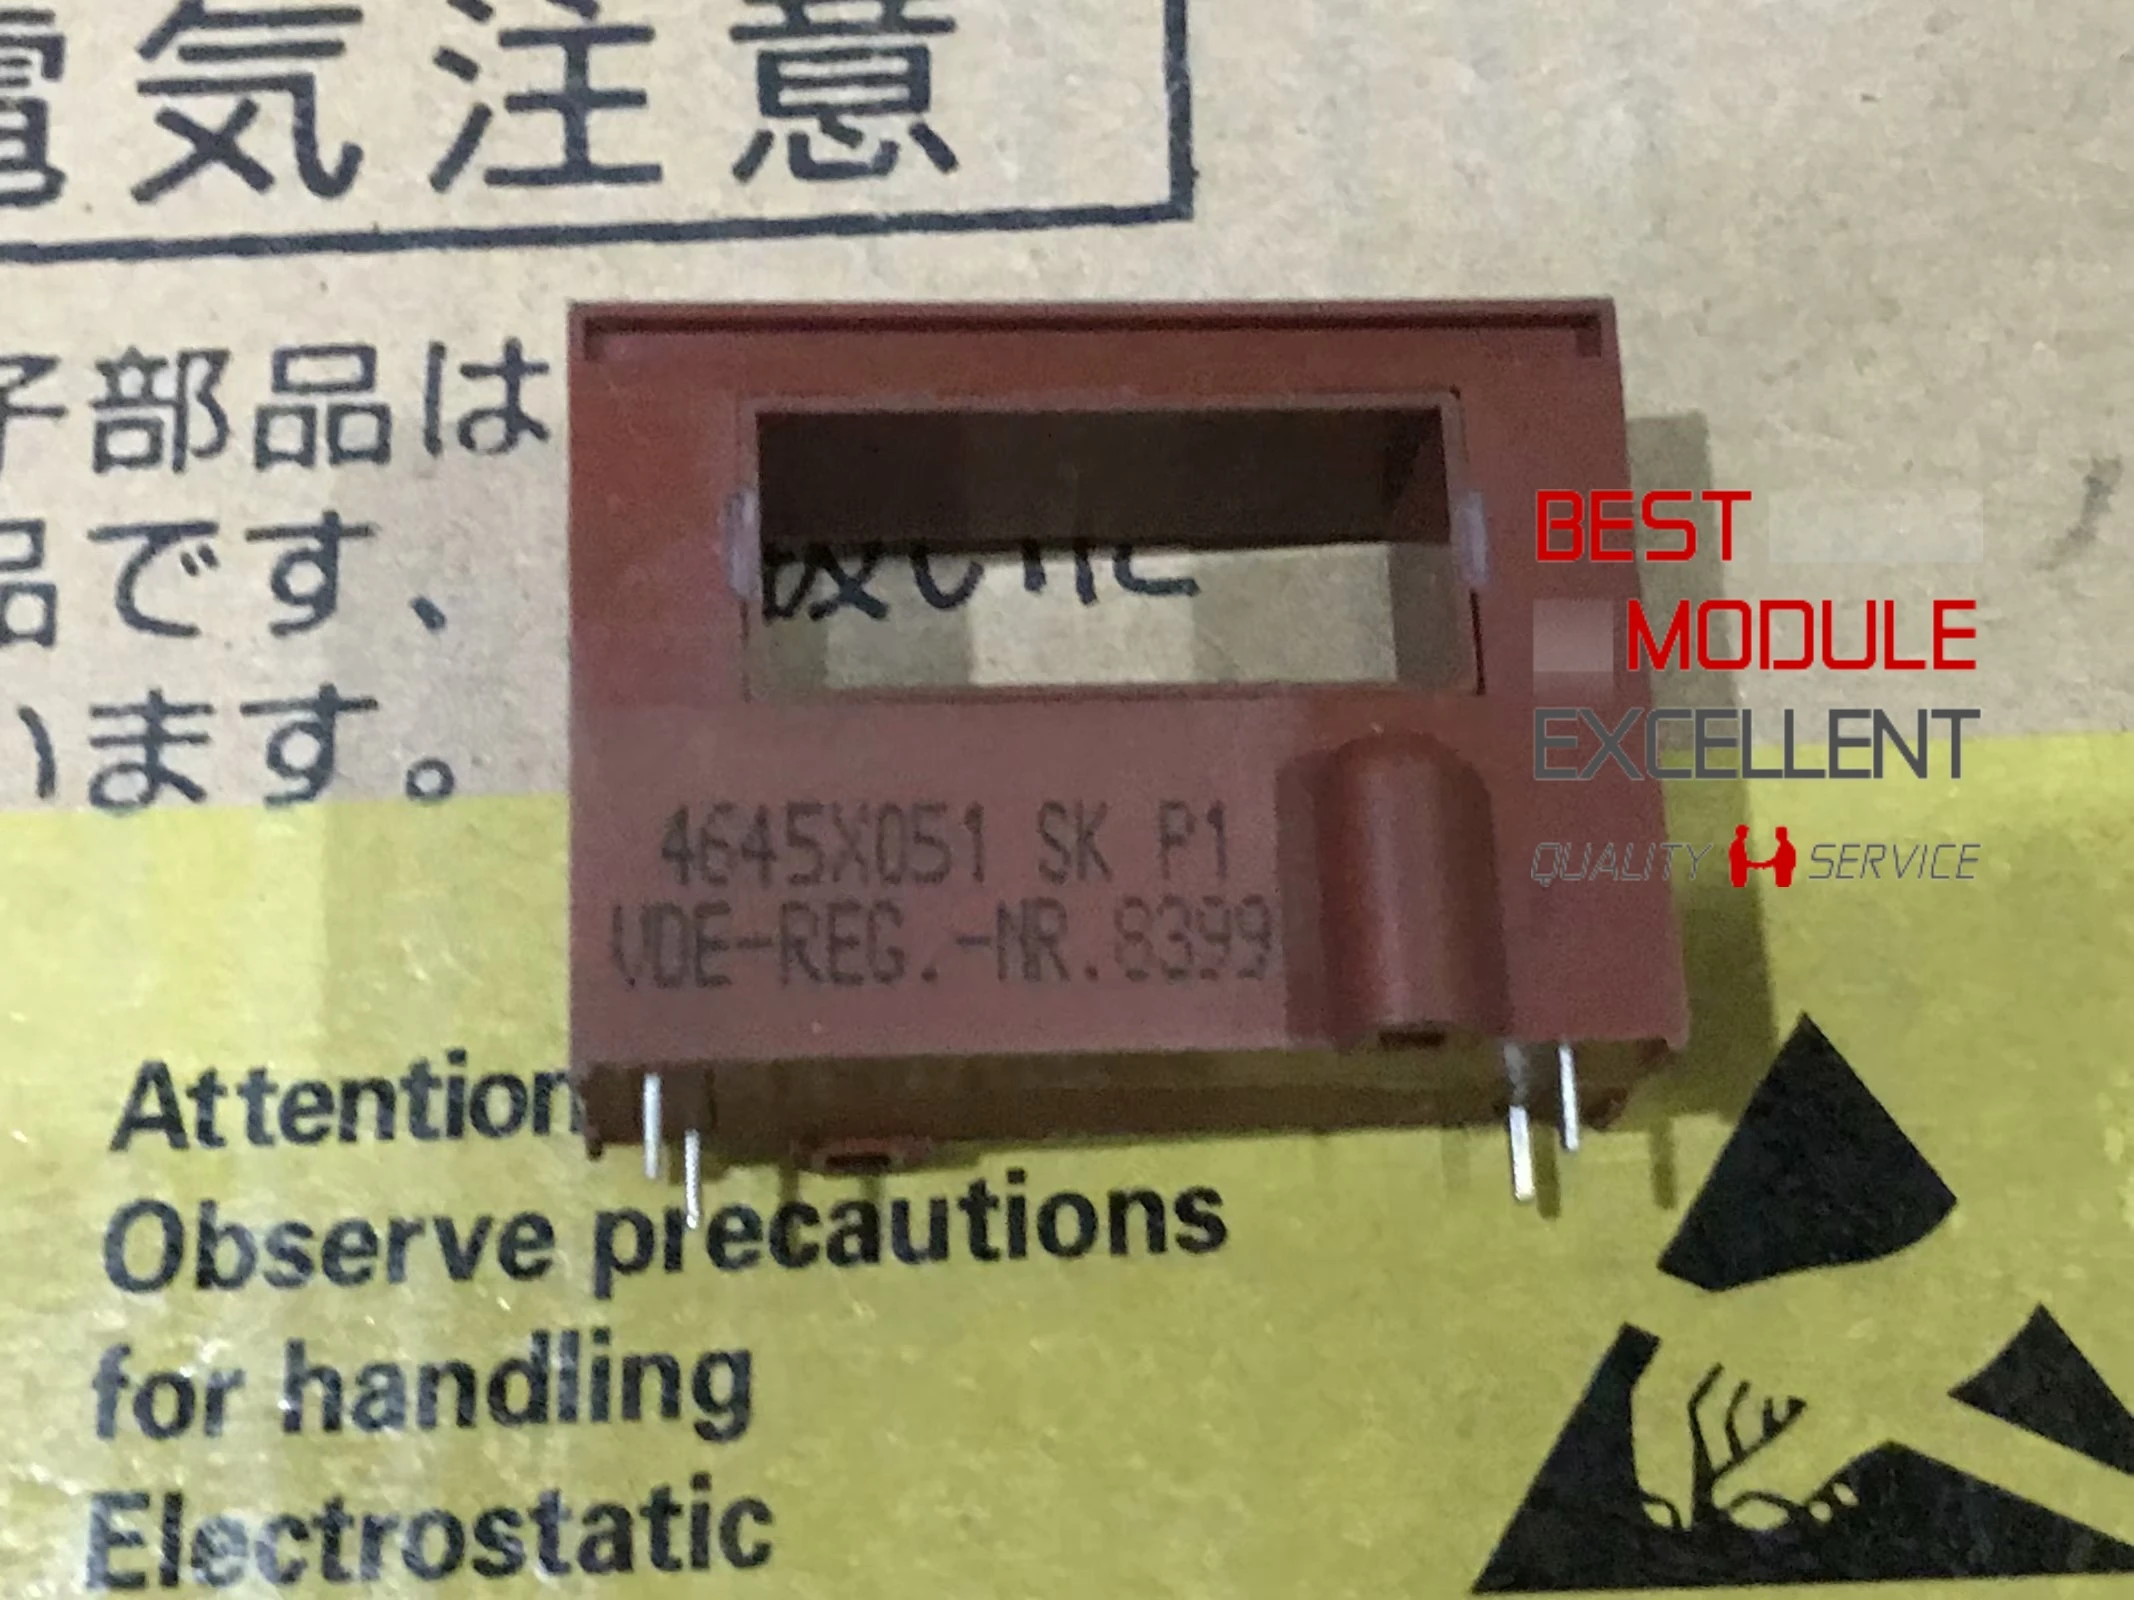 電気注意
子部品は
品です、
います。
扱いに
BEST
MODULE
EXCELLENT
QUALITY SERVICE
4645X051 SK P1
VDE-REG.-NR.8399
Attention
Observe precautions
for handling
Electrostatic